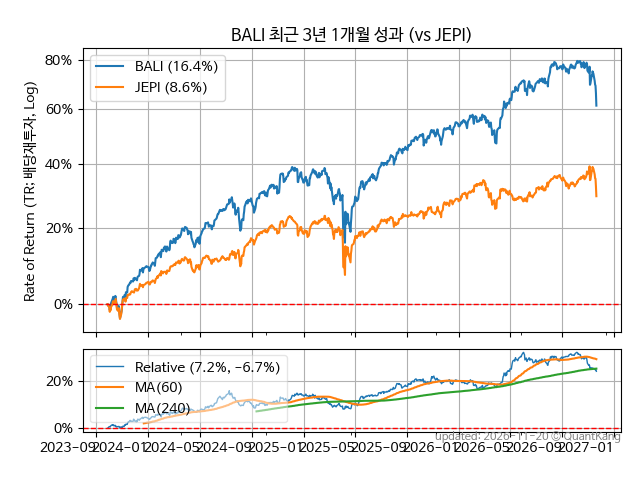 BALI 최근 3년 1개월 성과 (vs JEPI)
Rate of Return (TR: 배당재투자, Log)
80%
60%
40%
20%
0%
BALI (16.4%)
JEPI (8.6%)
20%
0%
Relative (7.2%, −6.7%)
MA(60)
MA(240)
2023-09
2024-01
2024-05
2024-09
2025-01
2025-05
2025-09
2026-01
2026-05
2026-09
2027-01
updated: 2026-11-20 © QuantKang